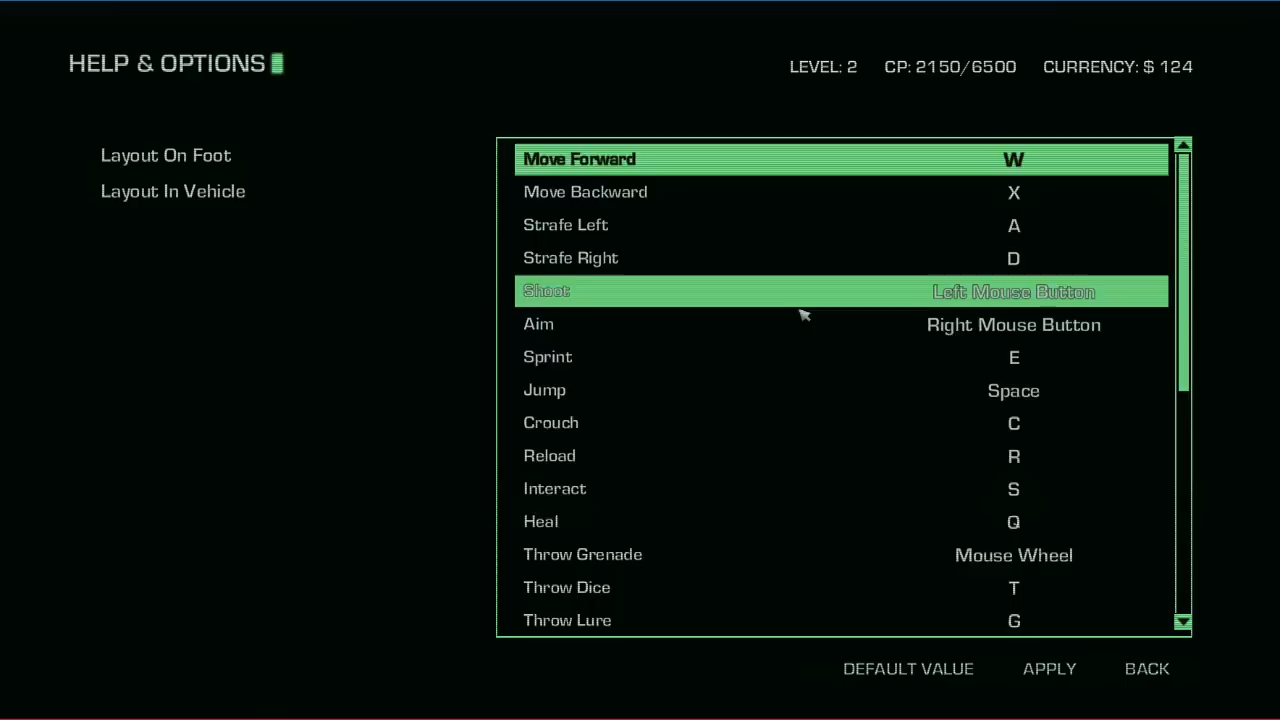 HELP & OPTIONS
LEVEL: 2 CP: 2150/6500 CURRENCY: $ 124
Layout On Foot
Layout In Vehicle
Move Forward W
Move Backward X
Strafe Left A
Strafe Right D
Shoot Left Mouse Button
Aim Right Mouse Button
Sprint E
Jump Space
Crouch C
Reload R
Interact S
Heal Q
Throw Grenade Mouse Wheel
Throw Dice T
Throw Lure G
DEFAULT VALUE APPLY BACK